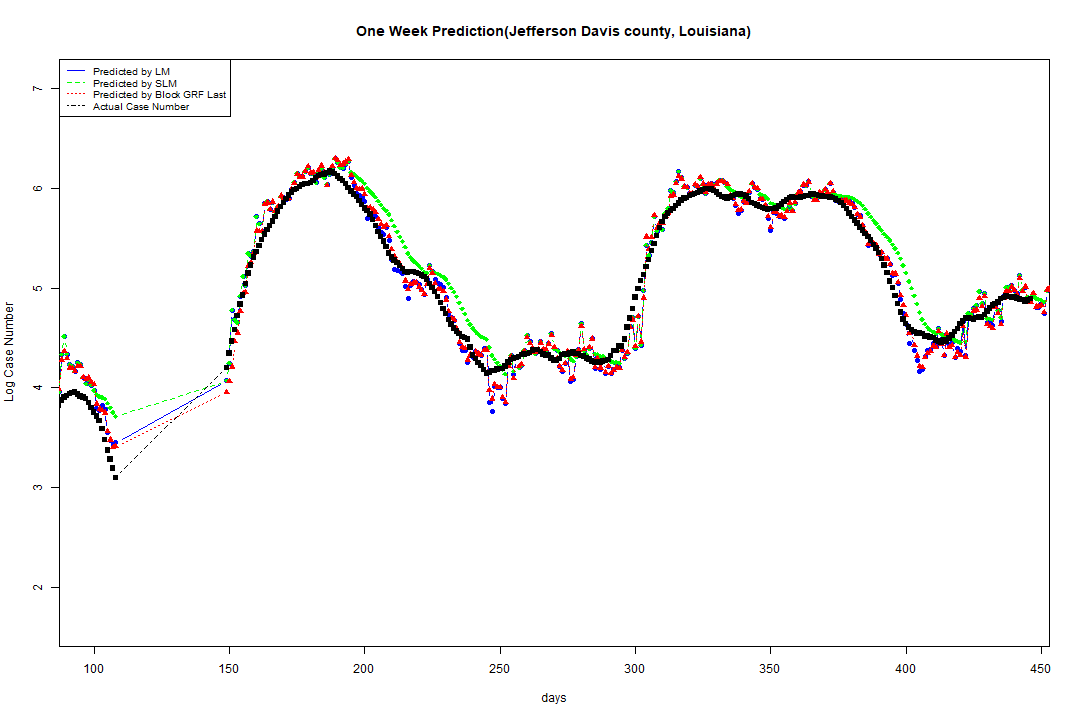 One Week Prediction(Jefferson Davis county, Louisiana)
Predicted by LM
Predicted by SLM
Predicted by Block GRF Last
Actual Case Number
7
6
5
4
3
2
Log Case Number
100 150 200 250 300 350 400 450
days